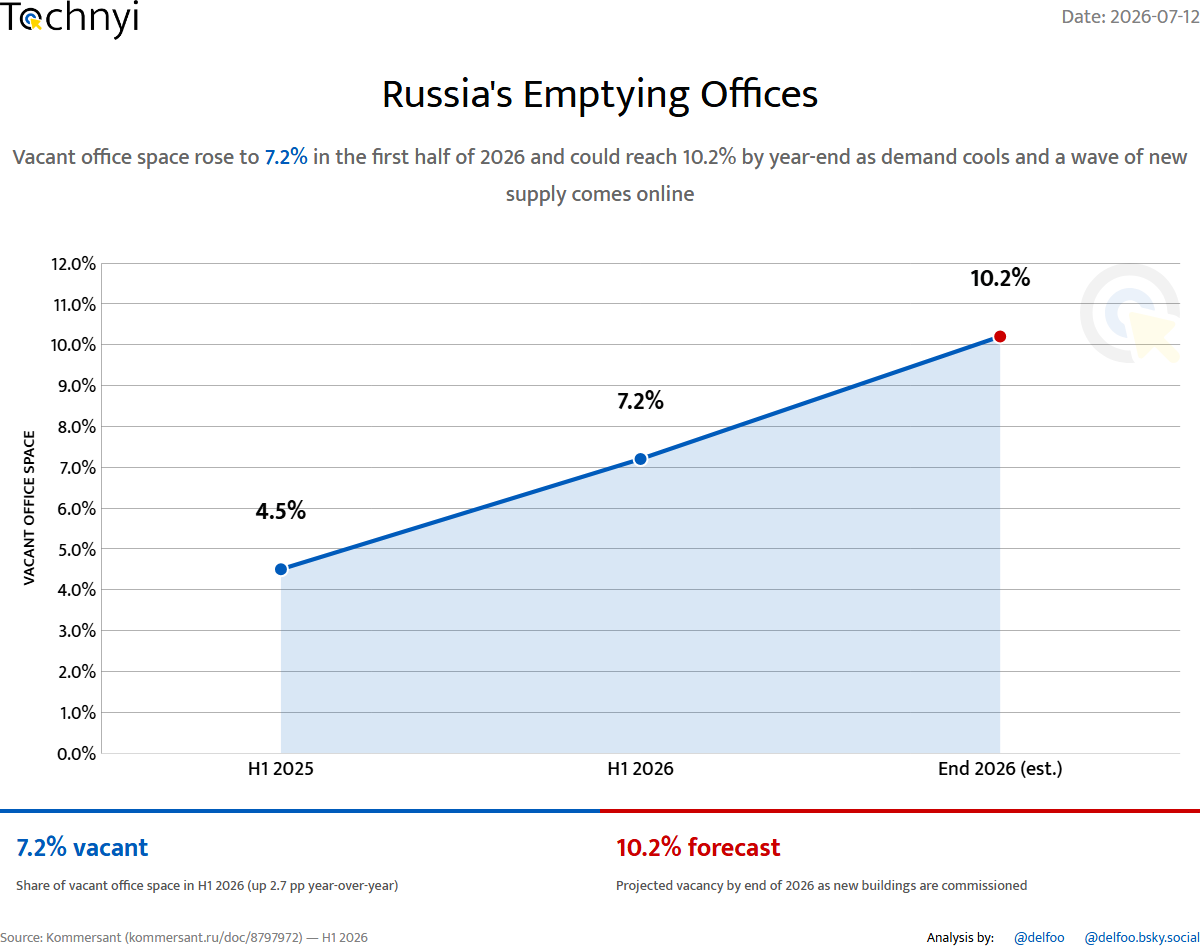 Tochnyi
Date: 2026-07-12
Russia's Emptying Offices
Vacant office space rose to 7.2% in the first half of 2026 and could reach 10.2% by year-end as demand cools and a wave of new
supply comes online
12.0%
11.0%
10.0%
9.0%
8.0%
7.0%
6.0%
5.0%
4.0%
3.0%
2.0%
1.0%
0.0%
VACANT OFFICE SPACE
4.5%
7.2%
10.2%
H1 2025
H1 2026
End 2026 (est.)
7.2% vacant
Share of vacant office space in H1 2026 (up 2.7 pp year-over-year)
10.2% forecast
Projected vacancy by end of 2026 as new buildings are commissioned
Source: Kommersant (kommersant.ru/doc/8797972) — H1 2026
Analysis by: @delfoo @delfoo.bsky.social